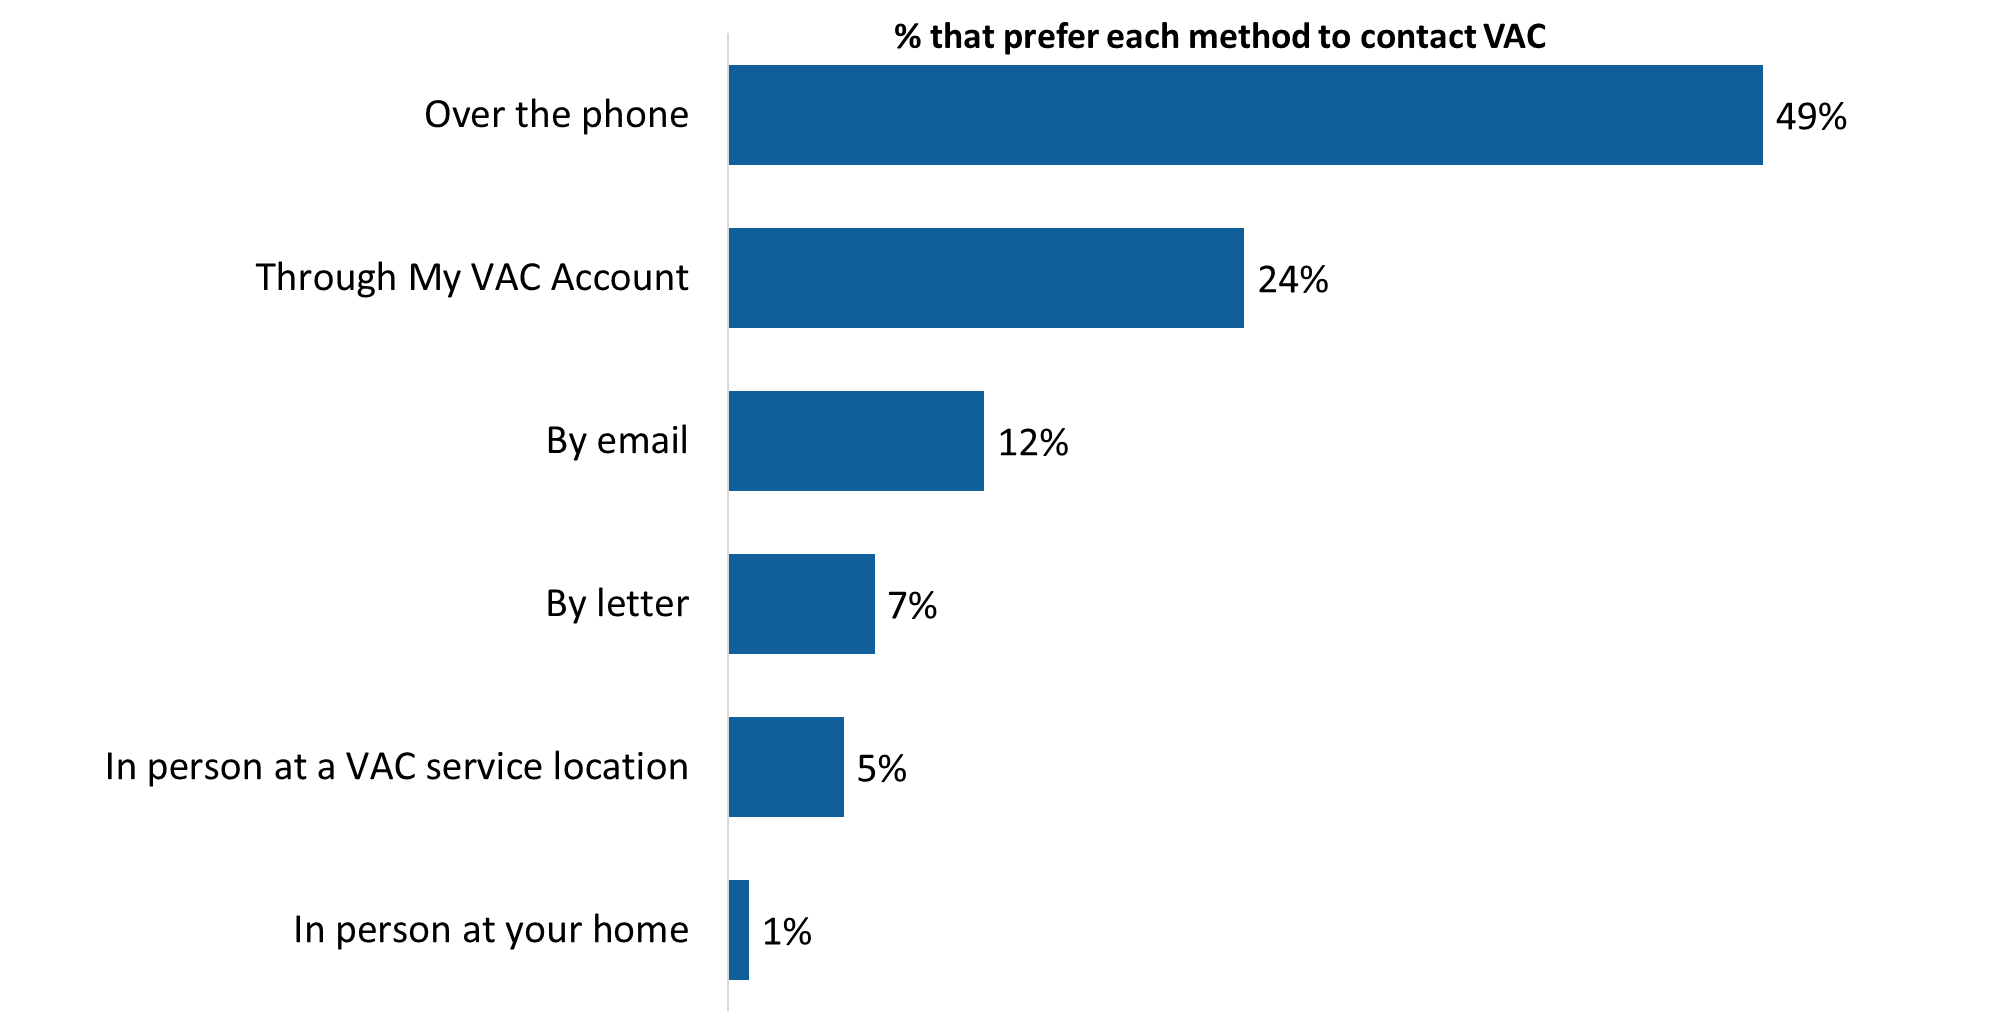 % that prefer each method to contact VAC
Over the phone 49%
Through My VAC Account 24%
By email 12%
By letter 7%
In person at a VAC service location 5%
In person at your home 1%